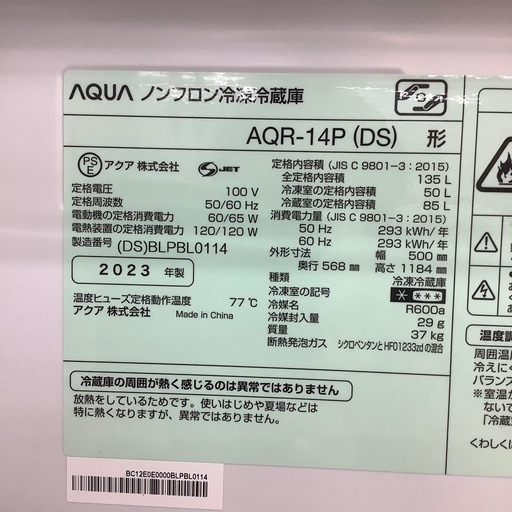 AQUA ノンフロン冷凍冷蔵庫
AQR-14P (DS) 形
PS
E
アクア 株式会社
S-JET
定格電圧 100 V
定格周波数 50/60 Hz
電動機の定格消費電力 60/65 W
電熱装置の定格消費電力 120/120 W
製造番号 (DS)BLPBL0114
2023 年製
温度ヒューズ定格動作温度 77℃
アクア 株式会社 Made in China
定格内容積 (JIS C 9801-3 : 2015)
全定格内容積 135 L
冷凍室の定格内容積 50 L
冷蔵室の定格内容積 85 L
消費電力量 (JIS C 9801-3 : 2015)
50 Hz 293 kWh/年
60 Hz 293 kWh/年
外形寸法 幅 500 mm
奥行 568 mm 高さ 1184 mm
種類 冷凍冷蔵庫
冷凍室の記号
冷媒名 R600a
冷媒封入量 29 g
質量 37 kg
断熱発泡ガス シクロペンタンとHFO1233zdの混合
冷蔵庫の周囲が熱く感じるのは異常ではありません
放熱をしているためです。使いはじめや夏場などは
特に熱くなりますが、異常ではありません。
BC12E0E0000BLPBL0114
温度調
周囲温
冷えに
バランス
※室温か
ないで
「冷蔵
くわしくは